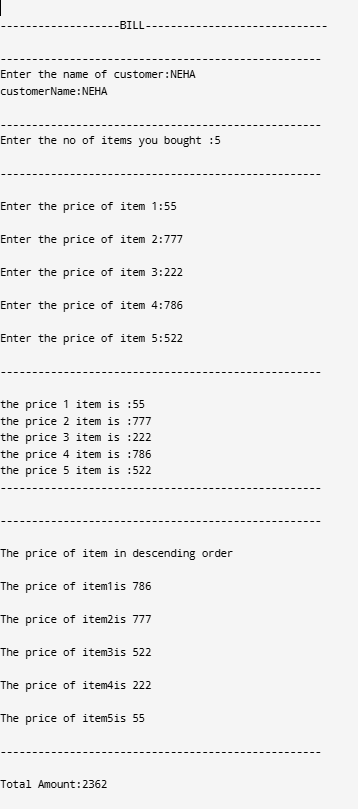 -------------------BILL-----------------------------
---------------------------------------------------
Enter the name of customer:NEHA
customerName:NEHA
---------------------------------------------------
Enter the no of items you bought :5
---------------------------------------------------
Enter the price of item 1:55
Enter the price of item 2:777
Enter the price of item 3:222
Enter the price of item 4:786
Enter the price of item 5:522
---------------------------------------------------
the price 1 item is :55
the price 2 item is :777
the price 3 item is :222
the price 4 item is :786
the price 5 item is :522
---------------------------------------------------
---------------------------------------------------
The price of item in descending order
The price of item1is 786
The price of item2is 777
The price of item3is 522
The price of item4is 222
The price of item5is 55
---------------------------------------------------
Total Amount:2362